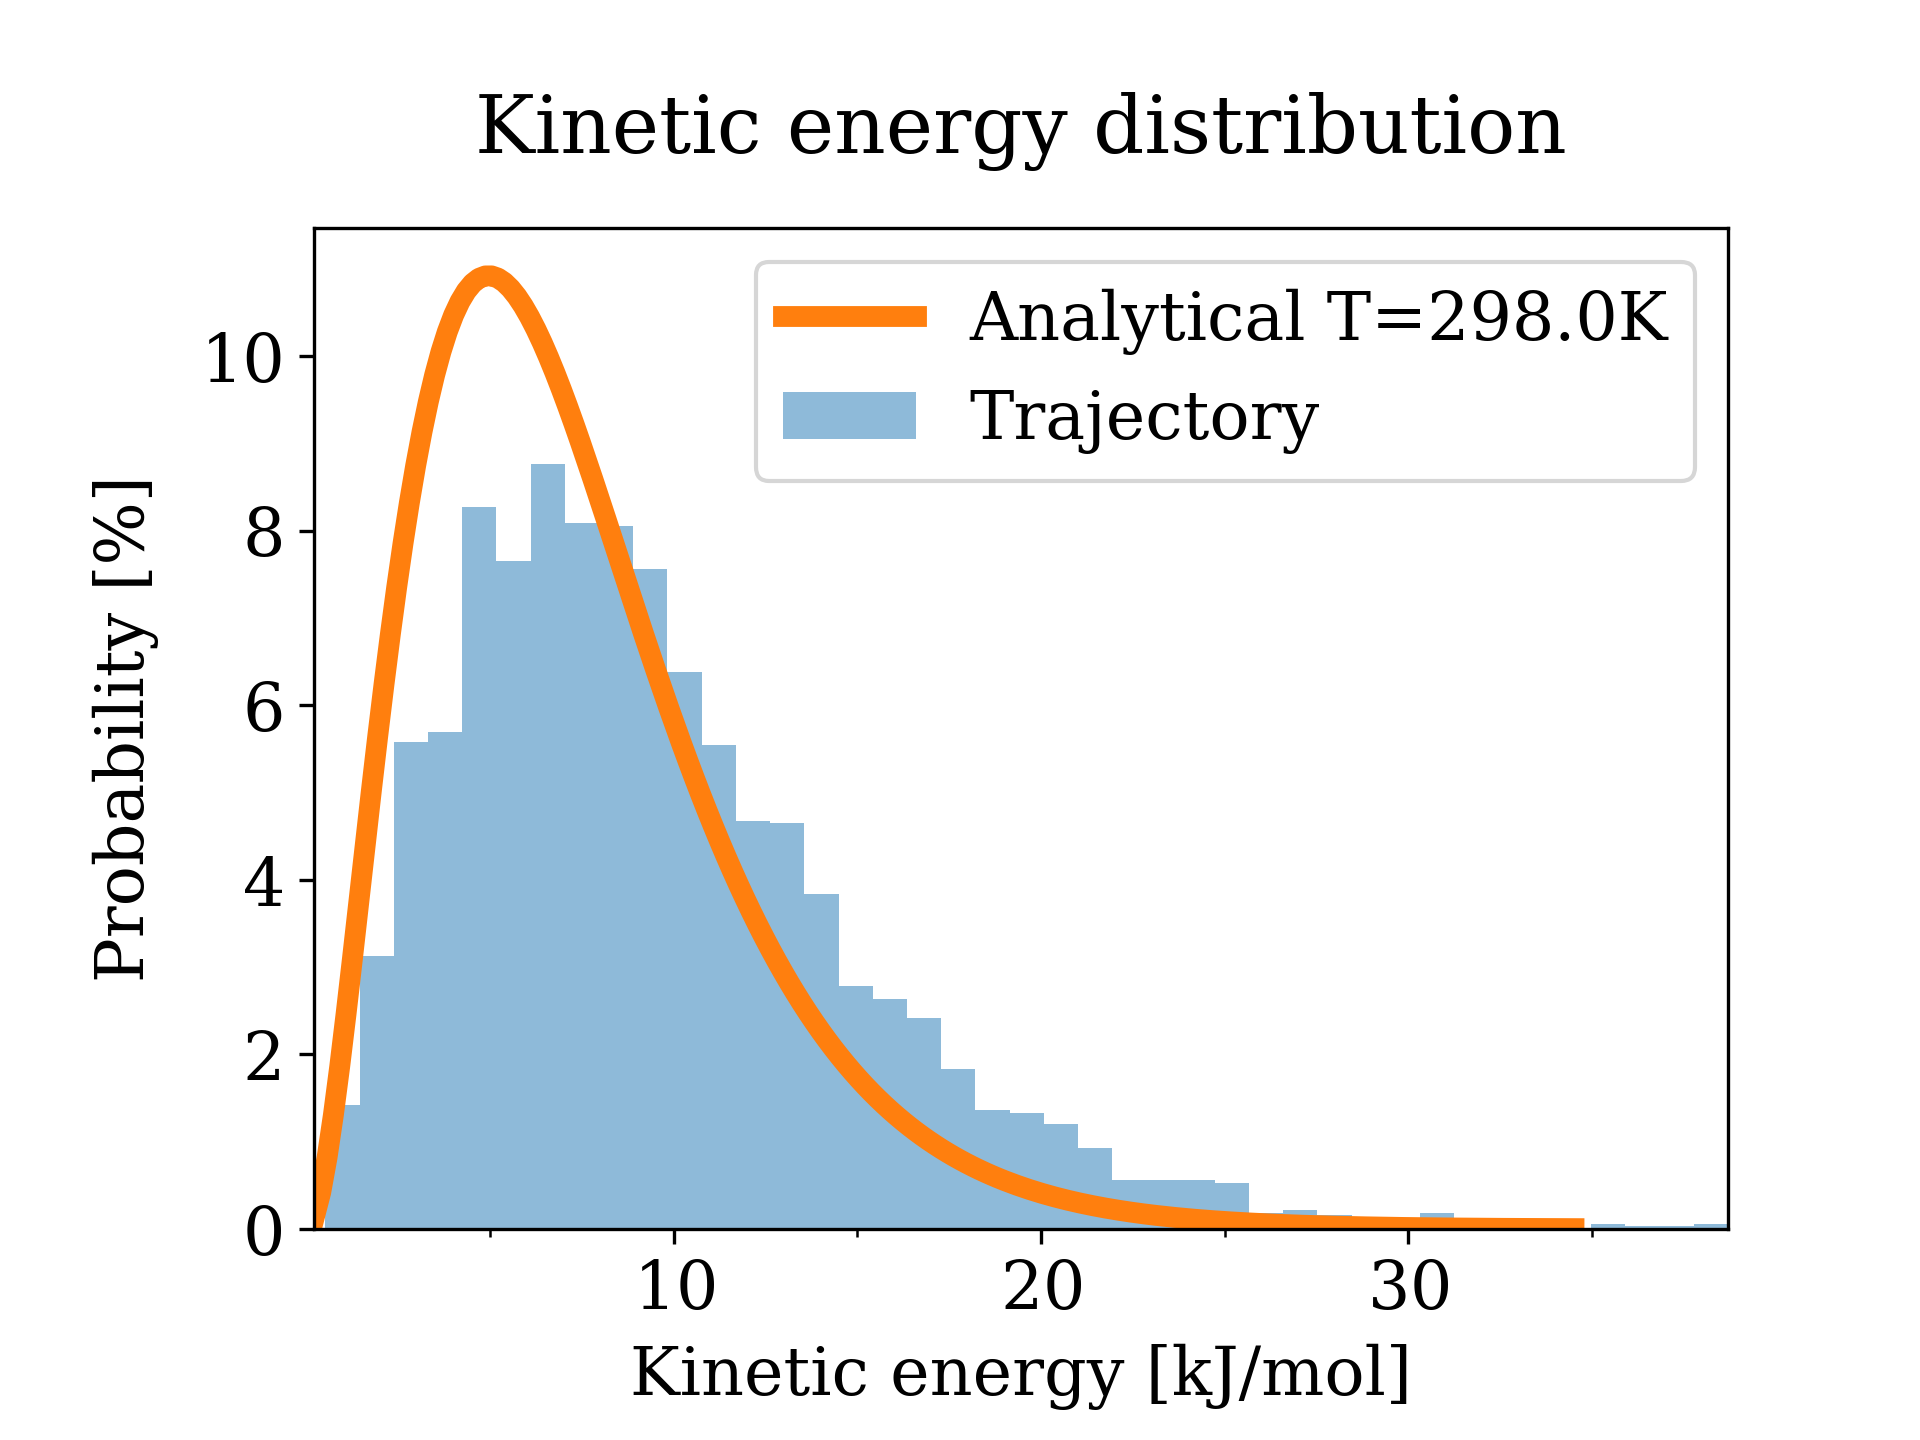 Kinetic energy distribution
Analytical T=298.0K
Trajectory
Probability [%]
10
8
6
4
2
0
10 20 30
Kinetic energy [kJ/mol]